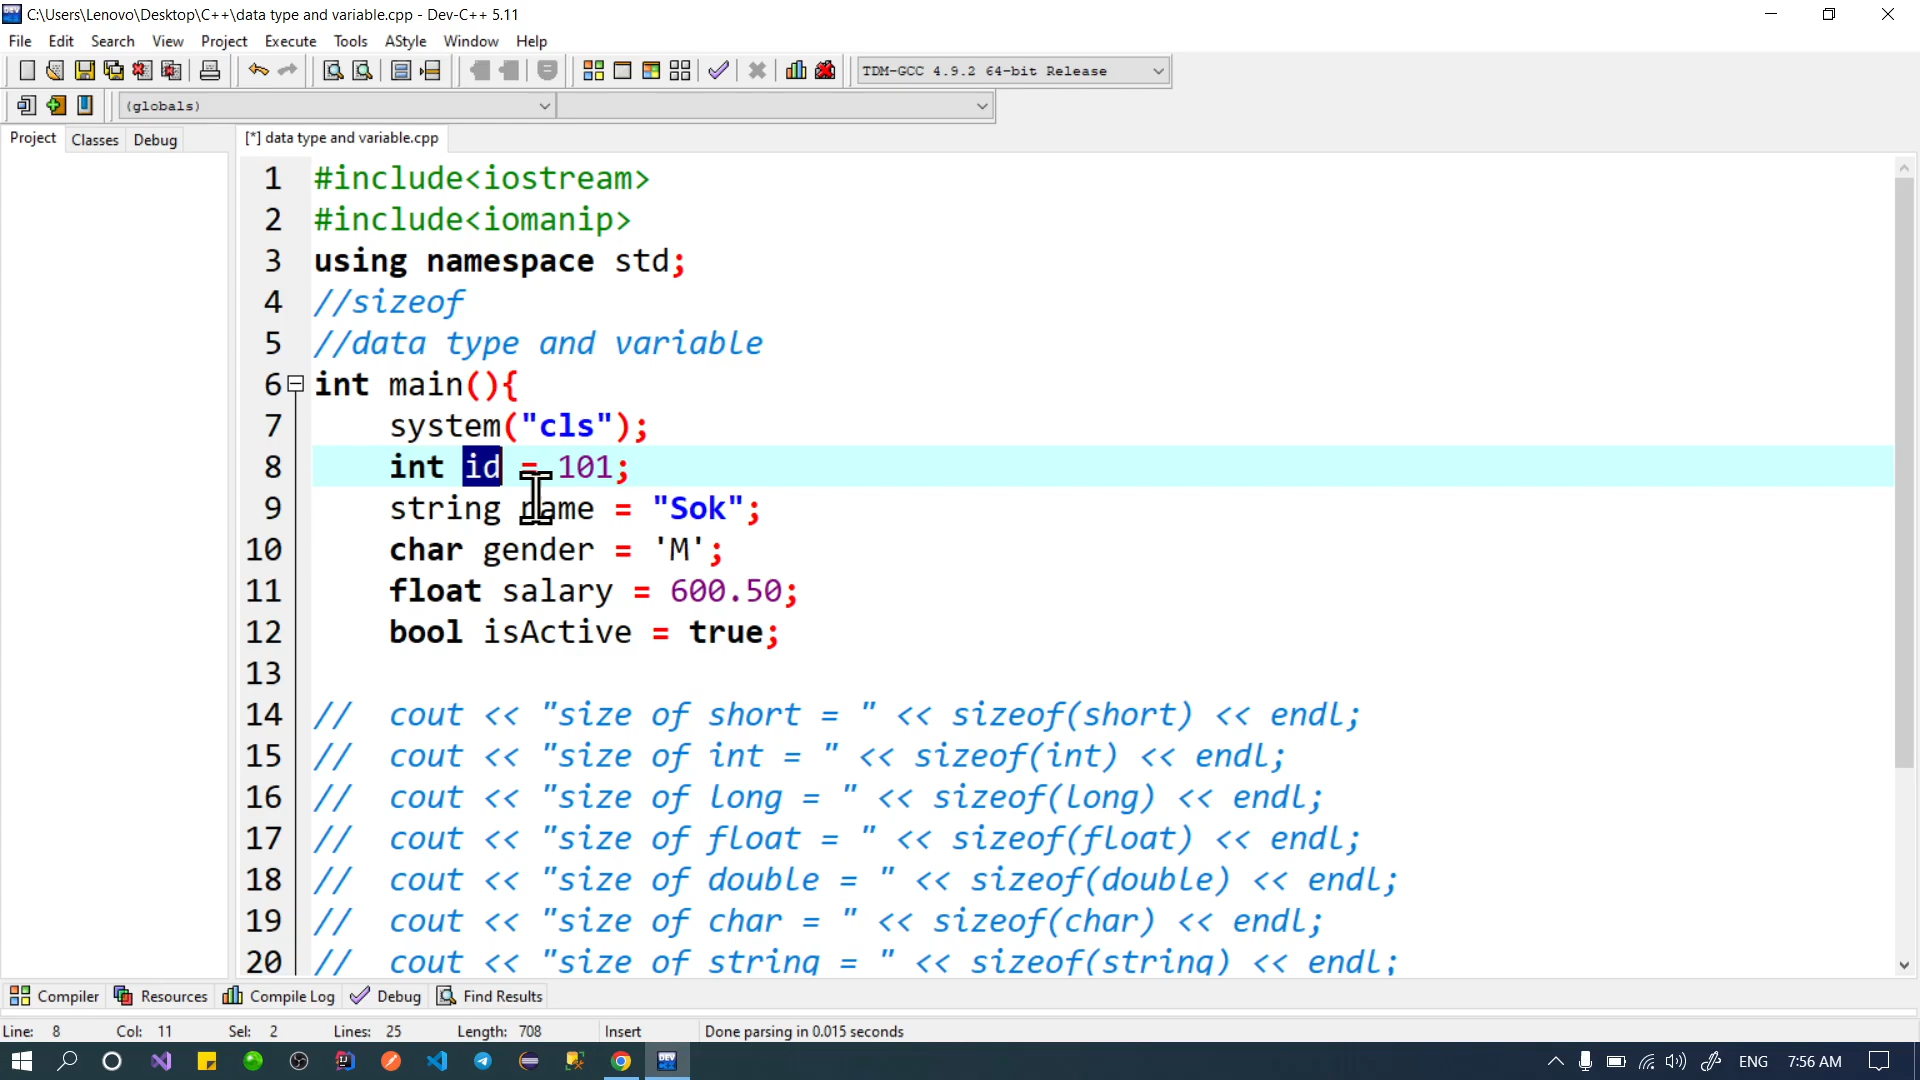 C:\Users\Lenovo\Desktop\C++\data type and variable.cpp - Dev-C++ 5.11
File Edit Search View Project Execute Tools AStyle Window Help
TDM-GCC 4.9.2 64-bit Release
(globals)
Project Classes Debug
[*] data type and variable.cpp
1 #include<iostream>
2 #include<iomanip>
3 using namespace std;
4 //sizeof
5 //data type and variable
6 int main(){
7 system("cls");
8 int id = 101;
9 string name = "Sok";
10 char gender = 'M';
11 float salary = 600.50;
12 bool isActive = true;
13
14 // cout << "size of short = " << sizeof(short) << endl;
15 // cout << "size of int = " << sizeof(int) << endl;
16 // cout << "size of long = " << sizeof(long) << endl;
17 // cout << "size of float = " << sizeof(float) << endl;
18 // cout << "size of double = " << sizeof(double) << endl;
19 // cout << "size of char = " << sizeof(char) << endl;
20 // cout << "size of string = " << sizeof(string) << endl;
Compiler Resources Compile Log Debug Find Results
Line: 8 Col: 11 Sel: 2 Lines: 25 Length: 708 Insert Done parsing in 0.015 seconds
DEV ENG 7:56 AM